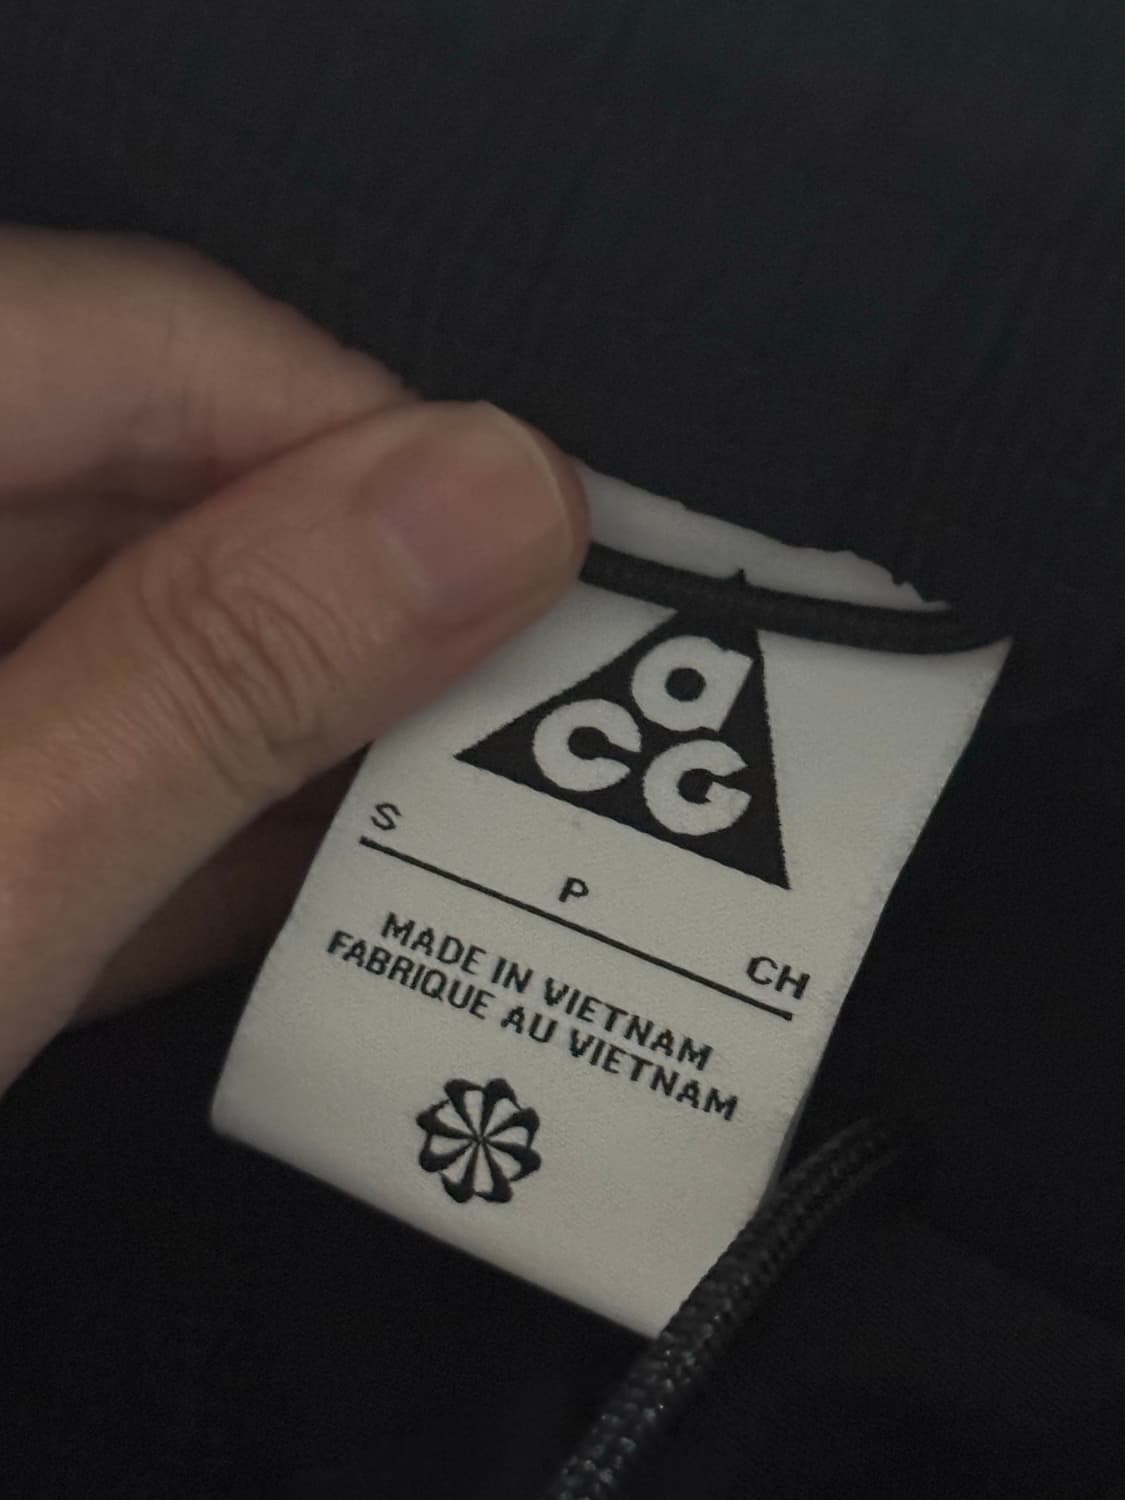 aCG
S P CH
MADE IN VIETNAM
FABRIQUE AU VIETNAM